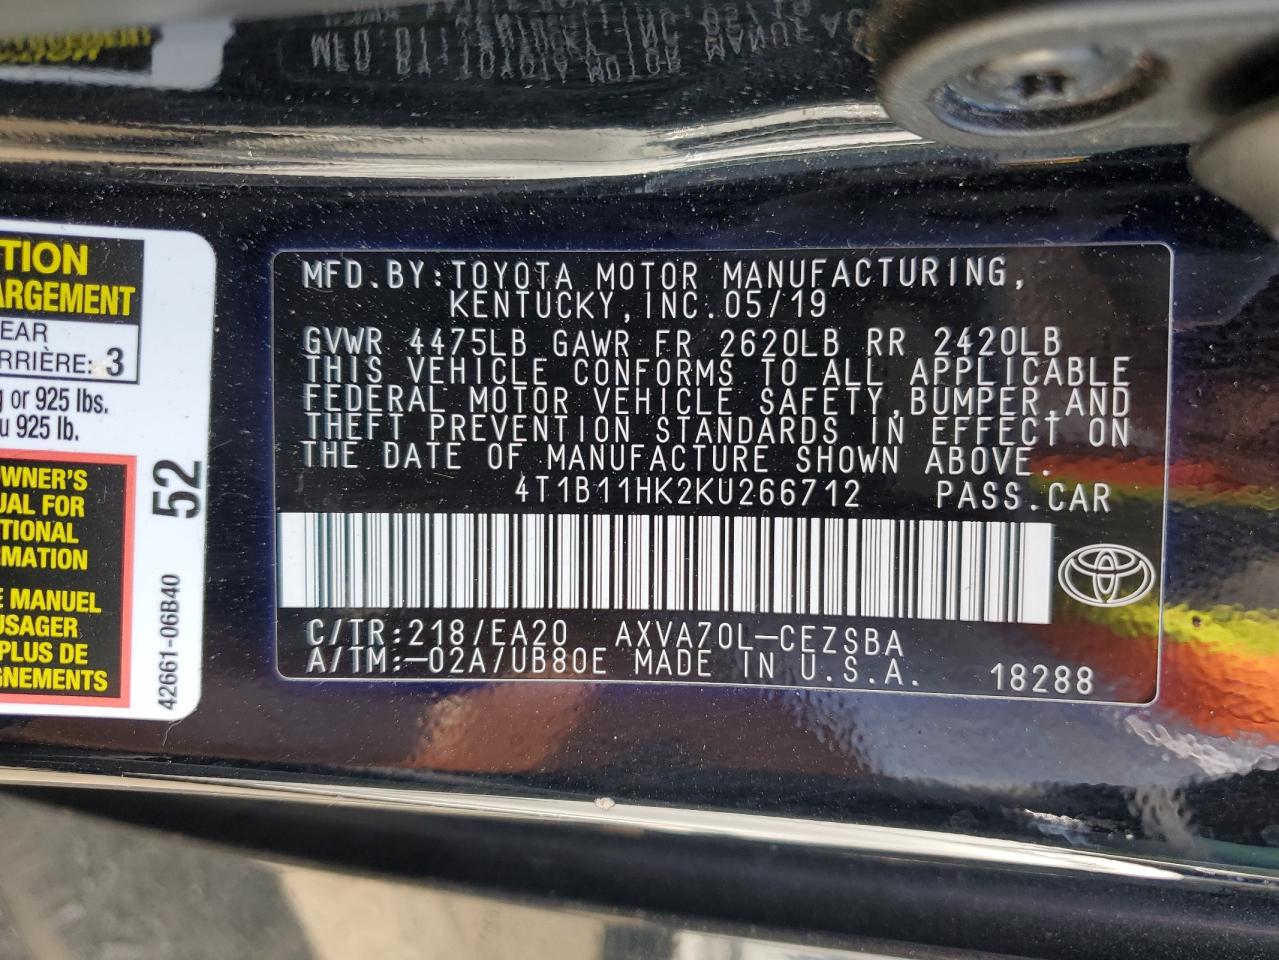 TION
ARGEMENT
EAR
RRIÈRE: 3
g or 925 lbs.
u 925 lb.
OWNER'S
UAL FOR
TIONAL
RMATION
E MANUEL
USAGER
PLUS DE
GNEMENTS
52
42661-06B40
MFD.BY:TOYOTA MOTOR MANUFACTURING,
KENTUCKY,INC.05/19
GVWR 4475LB GAWR FR 2620LB RR 2420LB
THIS VEHICLE CONFORMS TO ALL APPLICABLE
FEDERAL MOTOR VEHICLE SAFETY,BUMPER,AND
THEFT PREVENTION STANDARDS IN EFFECT ON
THE DATE OF MANUFACTURE SHOWN ABOVE.
4T1B11HK2KU266712 PASS.CAR
C/TR:218/EA20 AXVA70L-CEZSBA
A/TM:-02A/UB80E MADE IN U.S.A. 18288